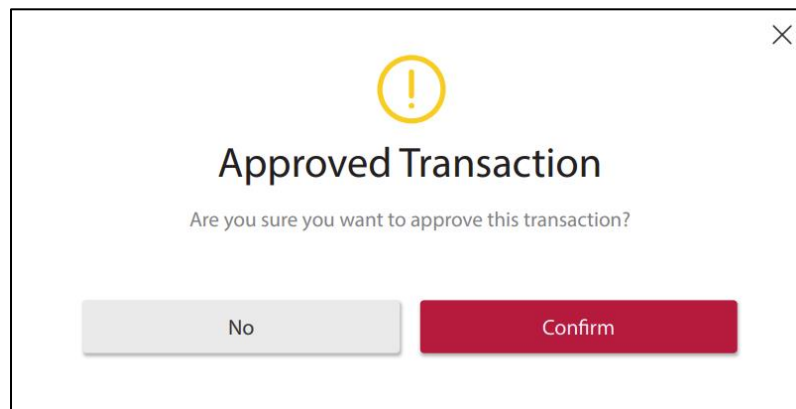 Approved Transaction
Are you sure you want to approve this transaction?
No Confirm